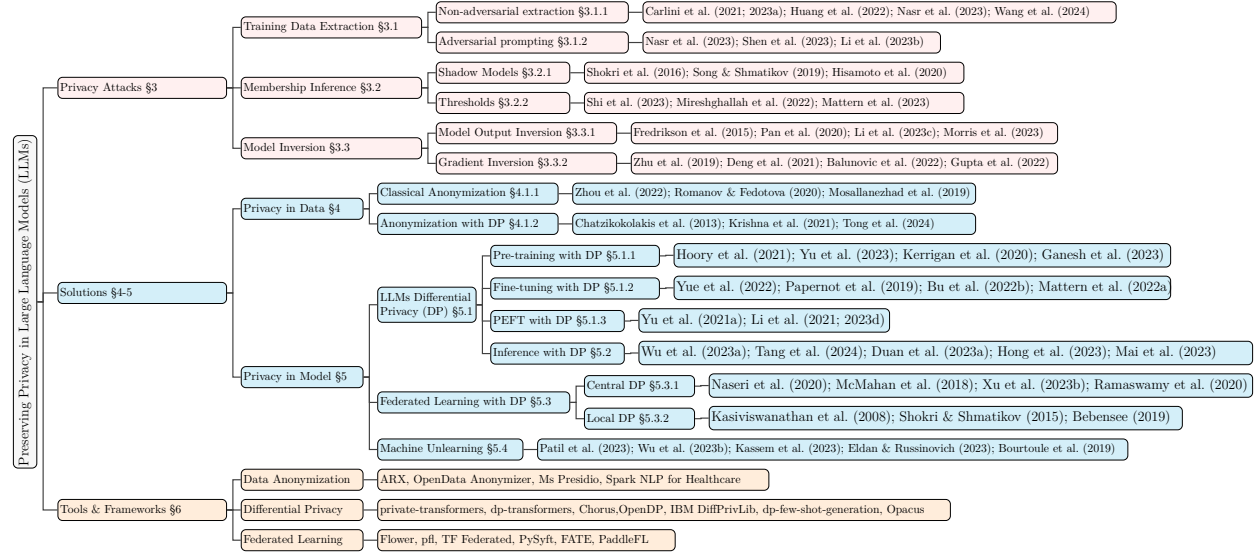 Preserving Privacy in Large Language Models (LLMs)
Privacy Attacks §3
Training Data Extraction §3.1
Non-adversarial extraction §3.1.1
Carlini et al. (2021; 2023a); Huang et al. (2022); Nasr et al. (2023); Wang et al. (2024)
Adversarial prompting §3.1.2
Nasr et al. (2023); Shen et al. (2023); Li et al. (2023b)
Membership Inference §3.2
Shadow Models §3.2.1
Shokri et al. (2016); Song & Shmatikov (2019); Hisamoto et al. (2020)
Thresholds §3.2.2
Shi et al. (2023); Mireshghallah et al. (2022); Mattern et al. (2023)
Model Inversion §3.3
Model Output Inversion §3.3.1
Fredrikson et al. (2015); Pan et al. (2020); Li et al. (2023c); Morris et al. (2023)
Gradient Inversion §3.3.2
Zhu et al. (2019); Deng et al. (2021); Balunovic et al. (2022); Gupta et al. (2022)
Solutions §4-5
Privacy in Data §4
Classical Anonymization §4.1.1
Zhou et al. (2022); Romanov & Fedotova (2020); Mosallanezhad et al. (2019)
Anonymization with DP §4.1.2
Chatzikokolakis et al. (2013); Krishna et al. (2021); Tong et al. (2024)
Privacy in Model §5
LLMs Differential
Privacy (DP) §5.1
Pre-training with DP §5.1.1
Hoory et al. (2021); Yu et al. (2023); Kerrigan et al. (2020); Ganesh et al. (2023)
Fine-tuning with DP §5.1.2
Yue et al. (2022); Papernot et al. (2019); Bu et al. (2022b); Mattern et al. (2022a)
PEFT with DP §5.1.3
Yu et al. (2021a); Li et al. (2021; 2023d)
Inference with DP §5.2
Wu et al. (2023a); Tang et al. (2024); Duan et al. (2023a); Hong et al. (2023); Mai et al. (2023)
Federated Learning with DP §5.3
Central DP §5.3.1
Naseri et al. (2020); McMahan et al. (2018); Xu et al. (2023b); Ramaswamy et al. (2020)
Local DP §5.3.2
Kasiviswanathan et al. (2008); Shokri & Shmatikov (2015); Bebensee (2019)
Machine Unlearning §5.4
Patil et al. (2023); Wu et al. (2023b); Kassem et al. (2023); Eldan & Russinovich (2023); Bourtoule et al. (2019)
Tools & Frameworks §6
Data Anonymization
ARX, OpenData Anonymizer, Ms Presidio, Spark NLP for Healthcare
Differential Privacy
private-transformers, dp-transformers, Chorus,OpenDP, IBM DiffPrivLib, dp-few-shot-generation, Opacus
Federated Learning
Flower, pfl, TF Federated, PySyft, FATE, PaddleFL